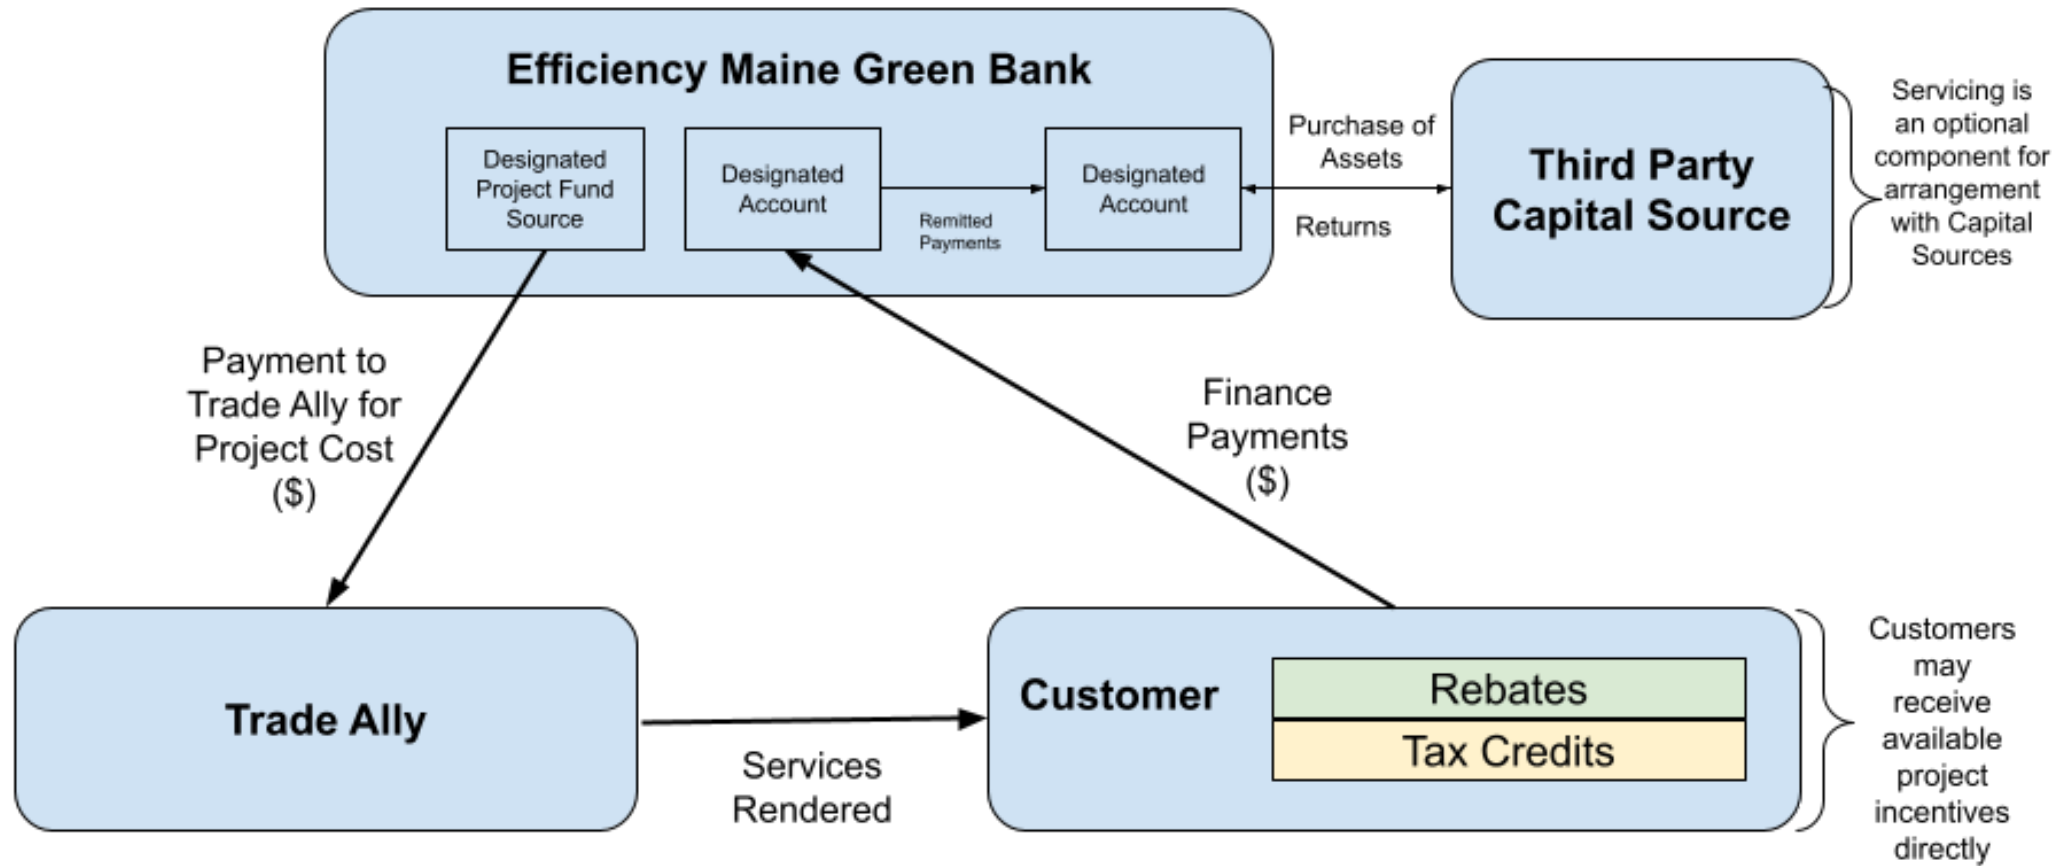 Efficiency Maine Green Bank
Designated
Project Fund
Source
Designated
Account
Remitted
Payments
Designated
Account
Purchase of
Assets
Returns
Third Party
Capital Source
Servicing is
an optional
component for
arrangement
with Capital
Sources
Payment to
Trade Ally for
Project Cost
($)
Finance
Payments
($)
Trade Ally
Services
Rendered
Customer
Rebates
Tax Credits
Customers
may
receive
available
project
incentives
directly